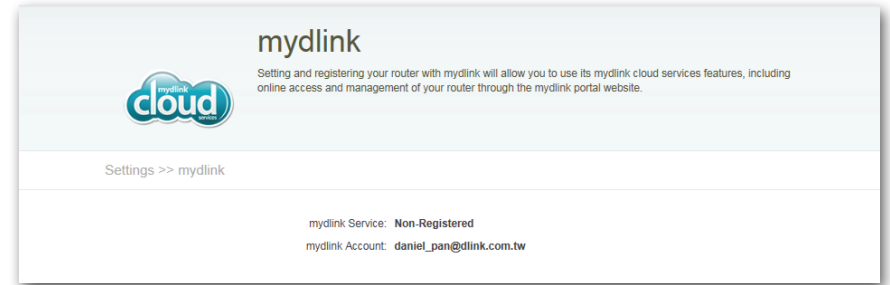 mydlink
Setting and registering your router with mydlink will allow you to use its mydlink cloud services features, including
online access and management of your router through the mydlink portal website.
mydlink
cloud
services
Settings >> mydlink
mydlink Service: Non-Registered
mydlink Account: daniel_pan@dlink.com.tw